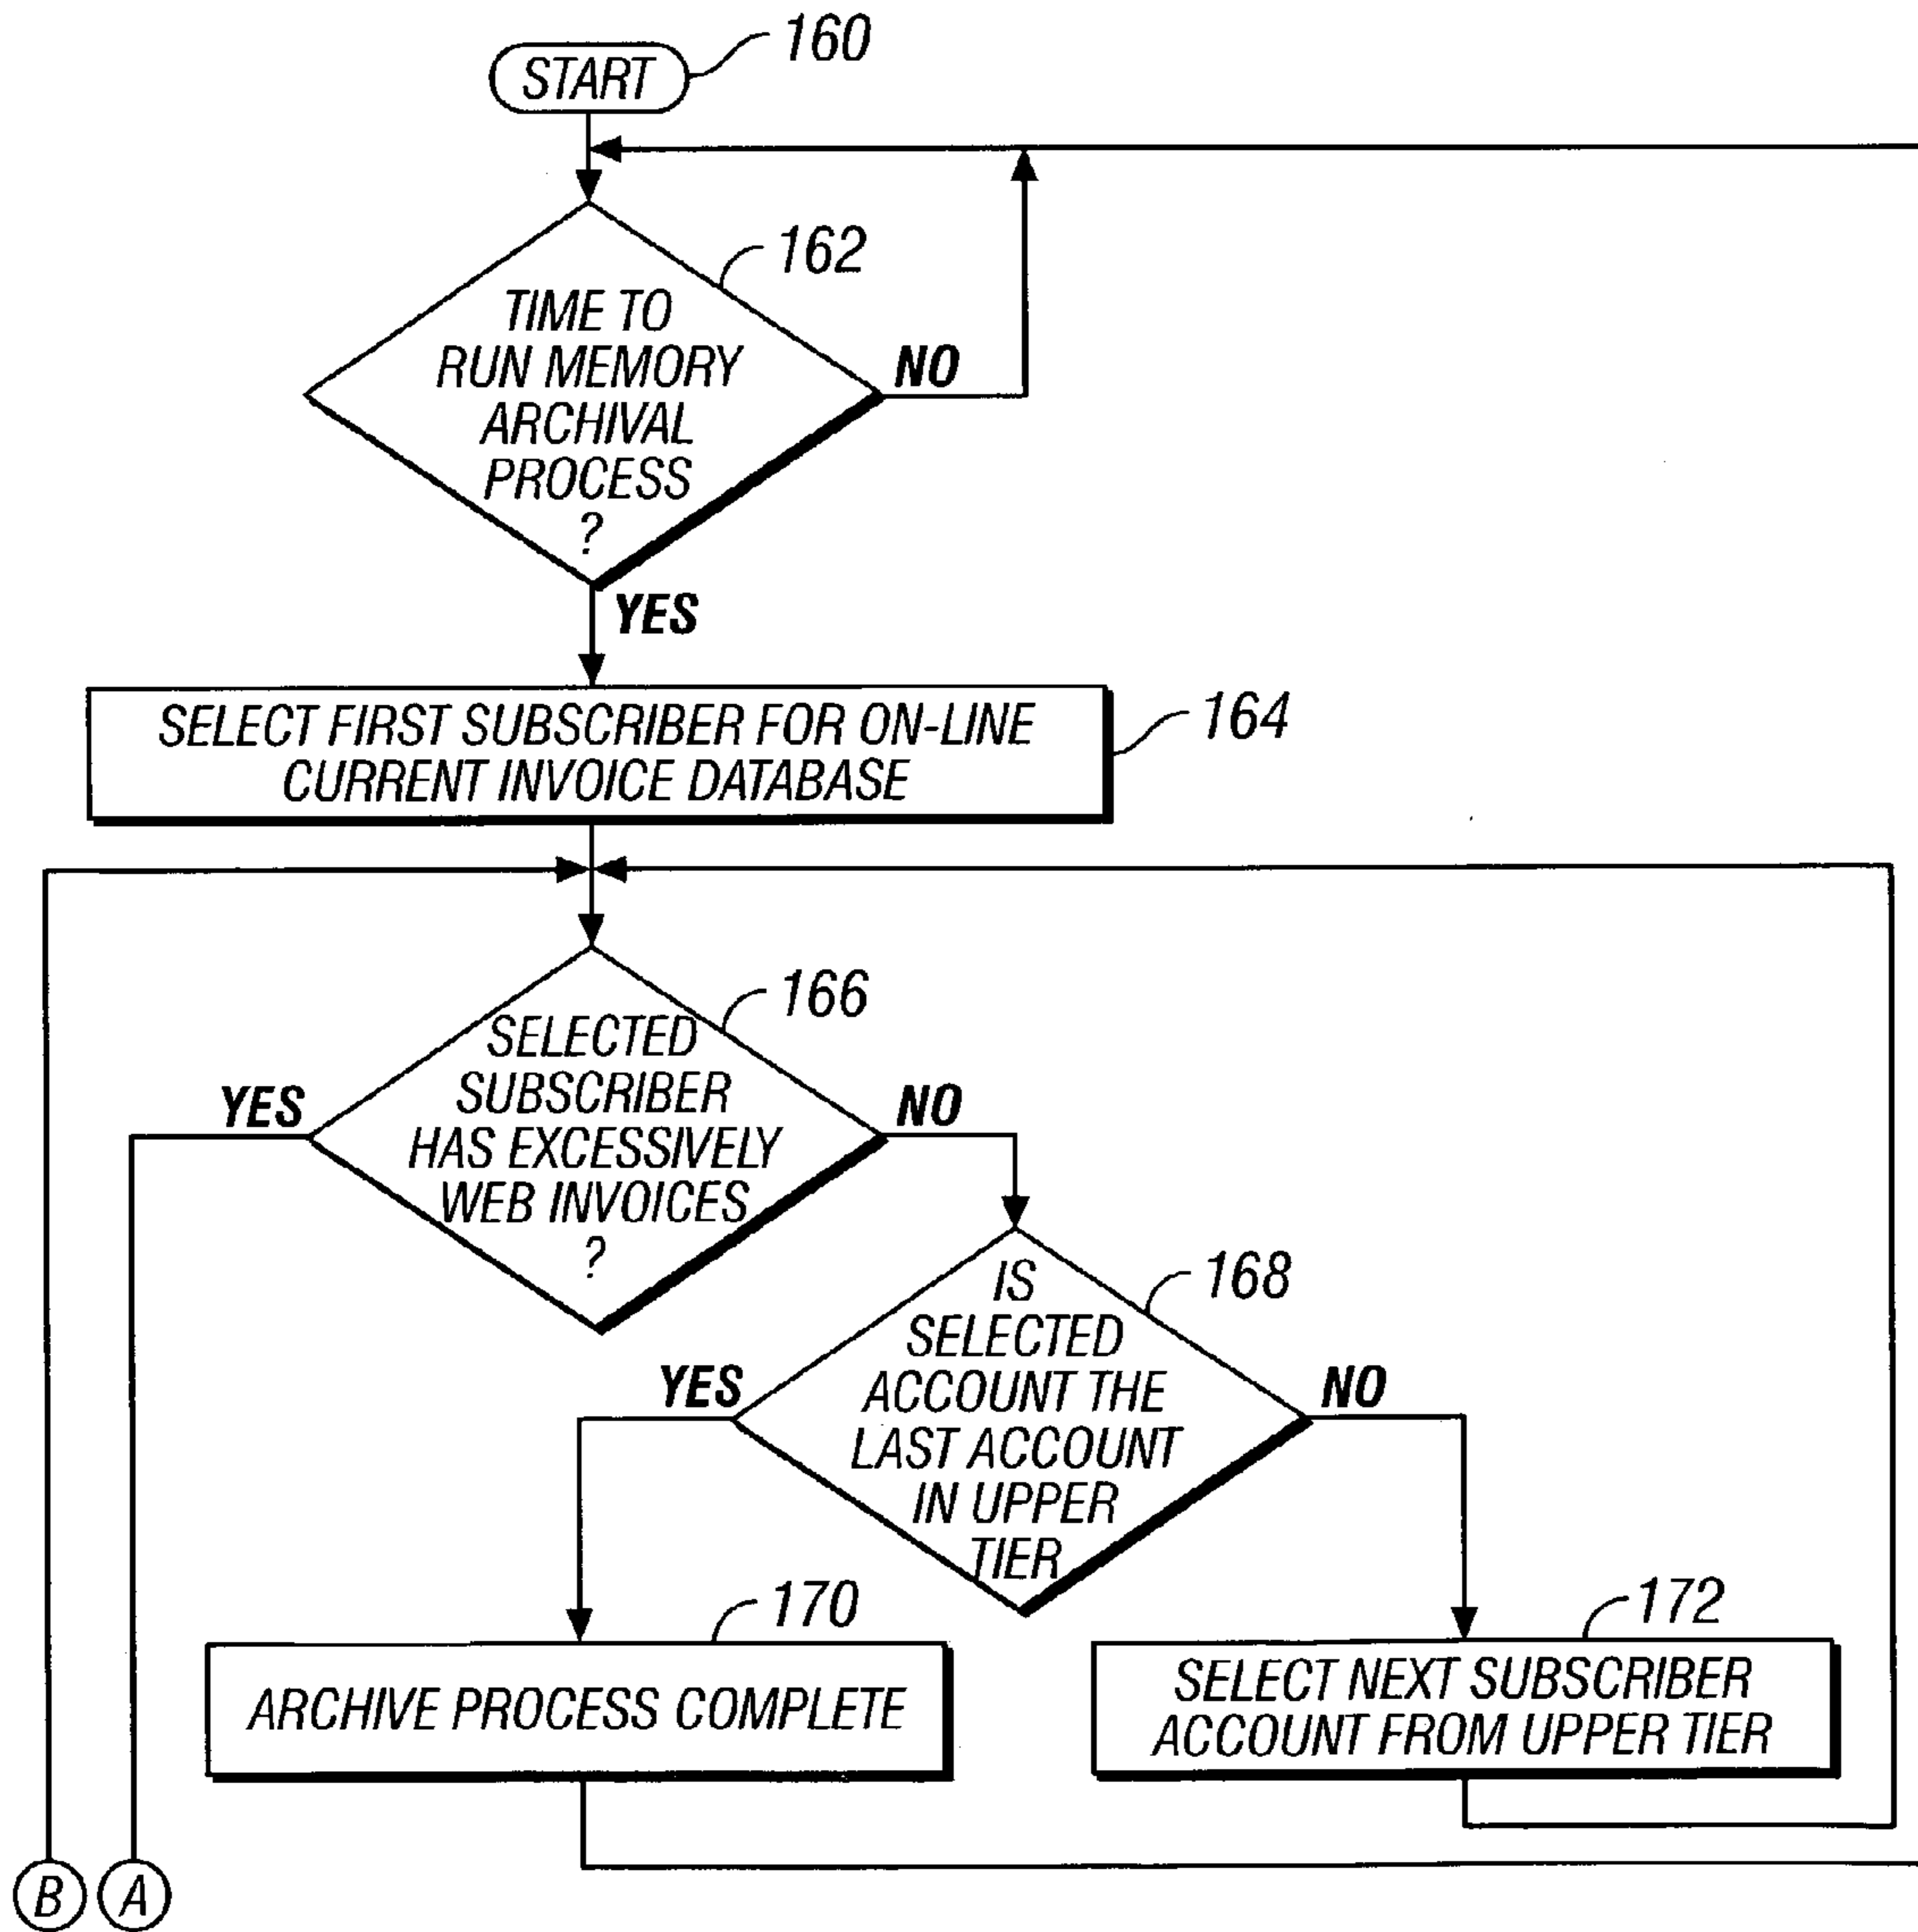 START
160
162
TIME TO
RUN MEMORY
ARCHIVAL
PROCESS
?
NO
YES
SELECT FIRST SUBSCRIBER FOR ON-LINE
CURRENT INVOICE DATABASE
164
166
SELECTED
SUBSCRIBER
HAS EXCESSIVELY
WEB INVOICES
?
YES
NO
168
IS
SELECTED
ACCOUNT THE
LAST ACCOUNT
IN UPPER
TIER
YES
NO
170
ARCHIVE PROCESS COMPLETE
172
SELECT NEXT SUBSCRIBER
ACCOUNT FROM UPPER TIER
B
A